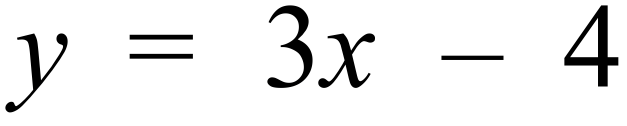 y = 3x − 4